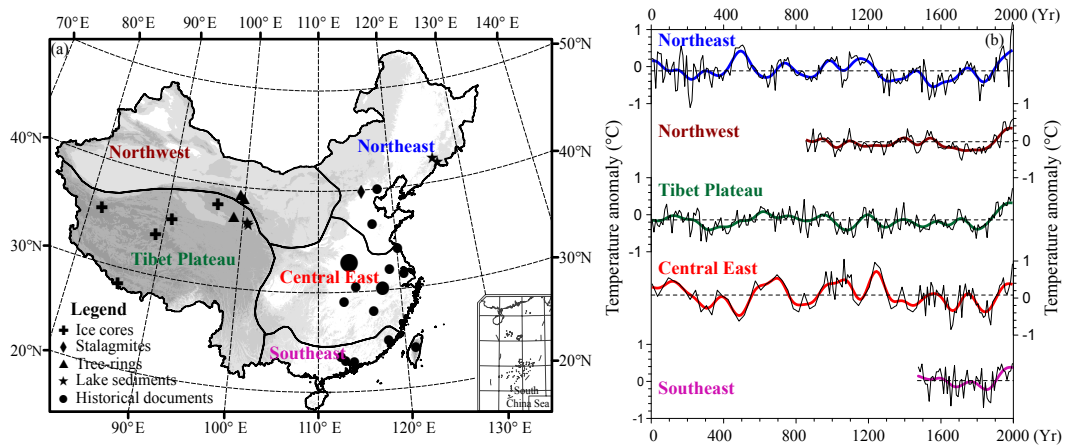 70° E 80° E 90° E 100° E 110° E 120° E 130° E 140° E
(a)
50°N
40°N
40°N
30°N
30°N
20°N
20°N
90° E 100° E 110° E 120° E 130° E
Northwest
Northeast
Tibet Plateau
Central East
Southeast
Legend
Ice cores
Stalagmites
Tree-rings
Lake sediments
Historical documents
South
China Sea
0 400 800 1200 1600 2000 (Yr)
(b)
Temperature anomaly (°C)
Temperature anomaly (°C)
1
0
-1
Northeast
1
0
-1
Northwest
1
0
-1
Tibet Plateau
1
0
-1
Central East
1
0
-1
Southeast
0 400 800 1200 1600 2000 (Yr)